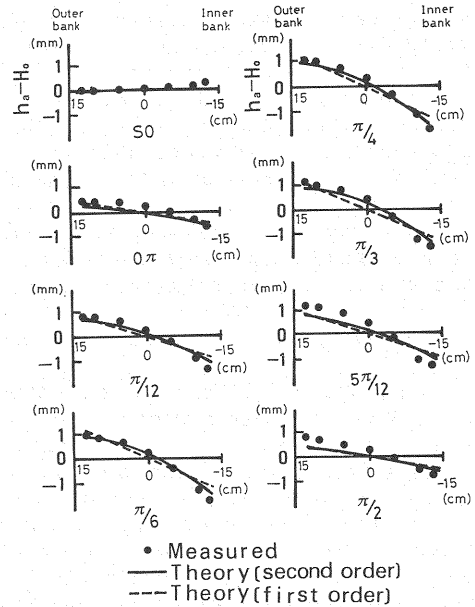 Outer bank
Inner bank
Outer bank
Inner bank
(mm)
hₐ-H₀
1
0
-1
15
0
-15
(cm)
S0
(mm)
hₐ-H₀
1
0
-1
15
0
-15
(cm)
π/4
(mm)
1
0
-1
15
0
-15
(cm)
0π
(mm)
1
0
-1
15
0
-15
(cm)
π/3
(mm)
1
0
-1
15
0
-15
(cm)
π/12
(mm)
1
0
-1
15
0
-15
(cm)
5π/12
(mm)
1
0
-1
15
0
-15
(cm)
π/6
(mm)
1
0
-1
15
0
-15
(cm)
π/2
Measured
Theory(second order)
Theory(first order)